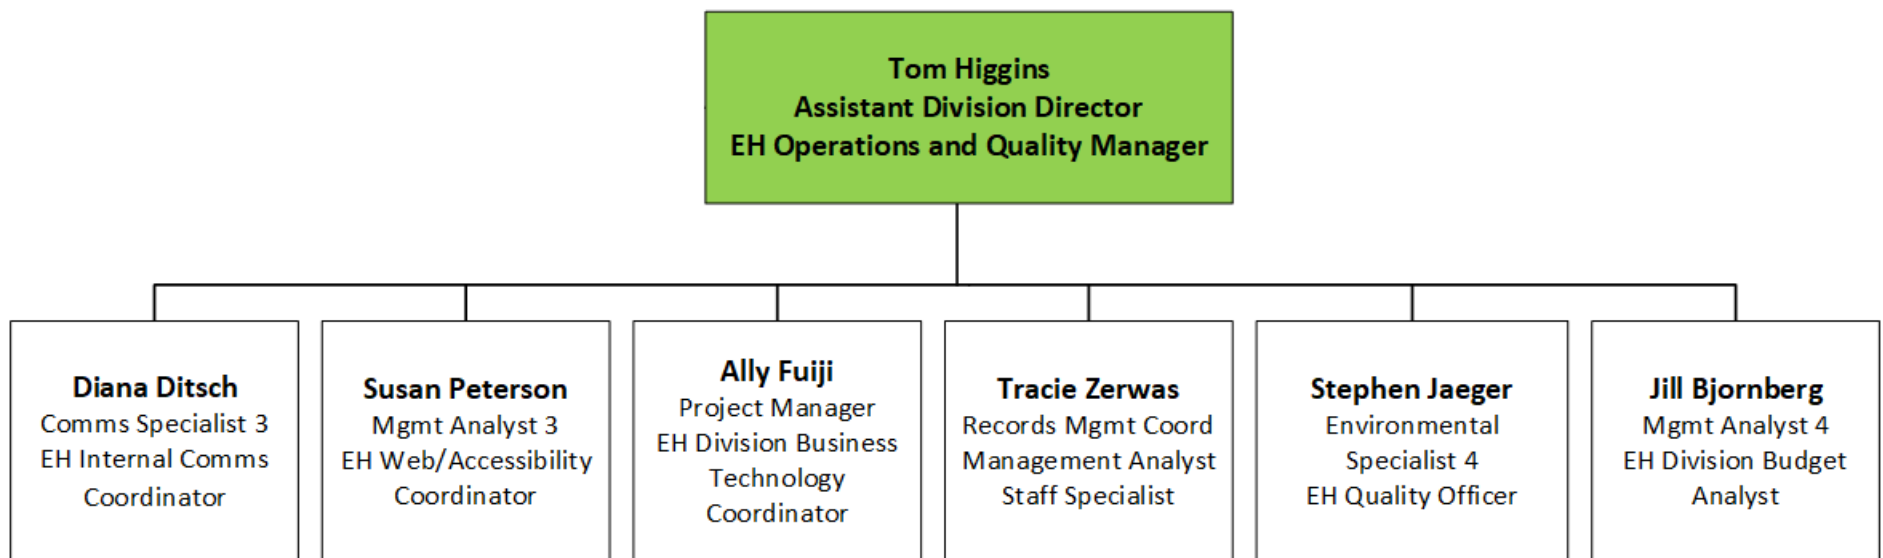 Tom Higgins
Assistant Division Director
EH Operations and Quality Manager
Diana Ditsch
Comms Specialist 3
EH Internal Comms
Coordinator
Susan Peterson
Mgmt Analyst 3
EH Web/Accessibility
Coordinator
Ally Fuiji
Project Manager
EH Division Business
Technology
Coordinator
Tracie Zerwas
Records Mgmt Coord
Management Analyst
Staff Specialist
Stephen Jaeger
Environmental
Specialist 4
EH Quality Officer
Jill Bjornberg
Mgmt Analyst 4
EH Division Budget
Analyst